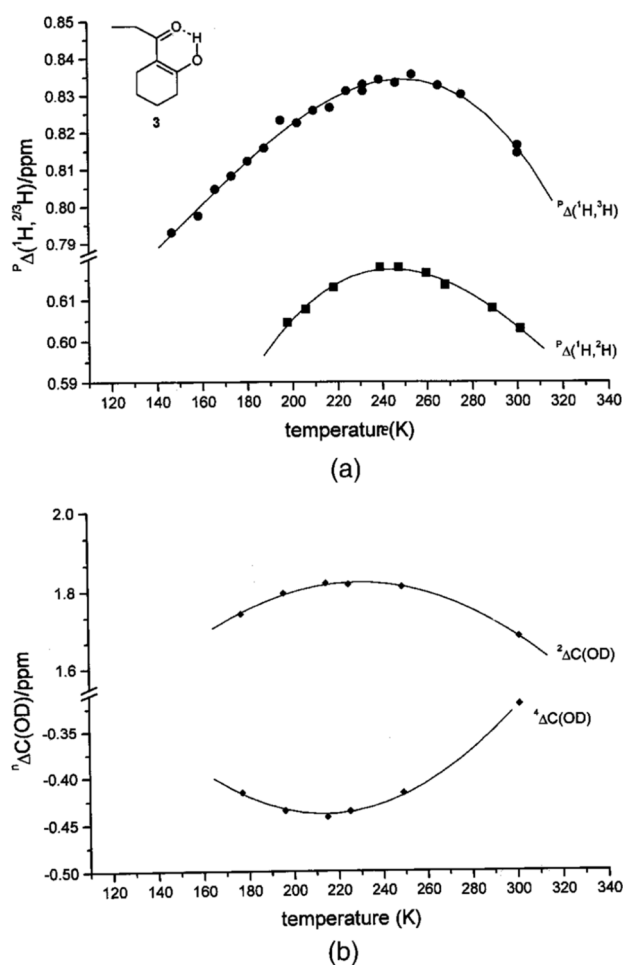 0.85
0.84
0.83
0.82
0.81
0.80
0.79
0.61
0.60
0.59
ᴾΔ(¹H,²ᐟ³H)/ppm
O H
O
3
ᴾΔ(¹H,³H)
ᴾΔ(¹H,²H)
120 140 160 180 200 220 240 260 280 300 320 340
temperature(K)
(a)
2.0
1.8
1.6
-0.35
-0.40
-0.45
-0.50
ⁿΔC(OD)/ppm
²ΔC(OD)
⁴ΔC(OD)
120 140 160 180 200 220 240 260 280 300 320 340
temperature (K)
(b)